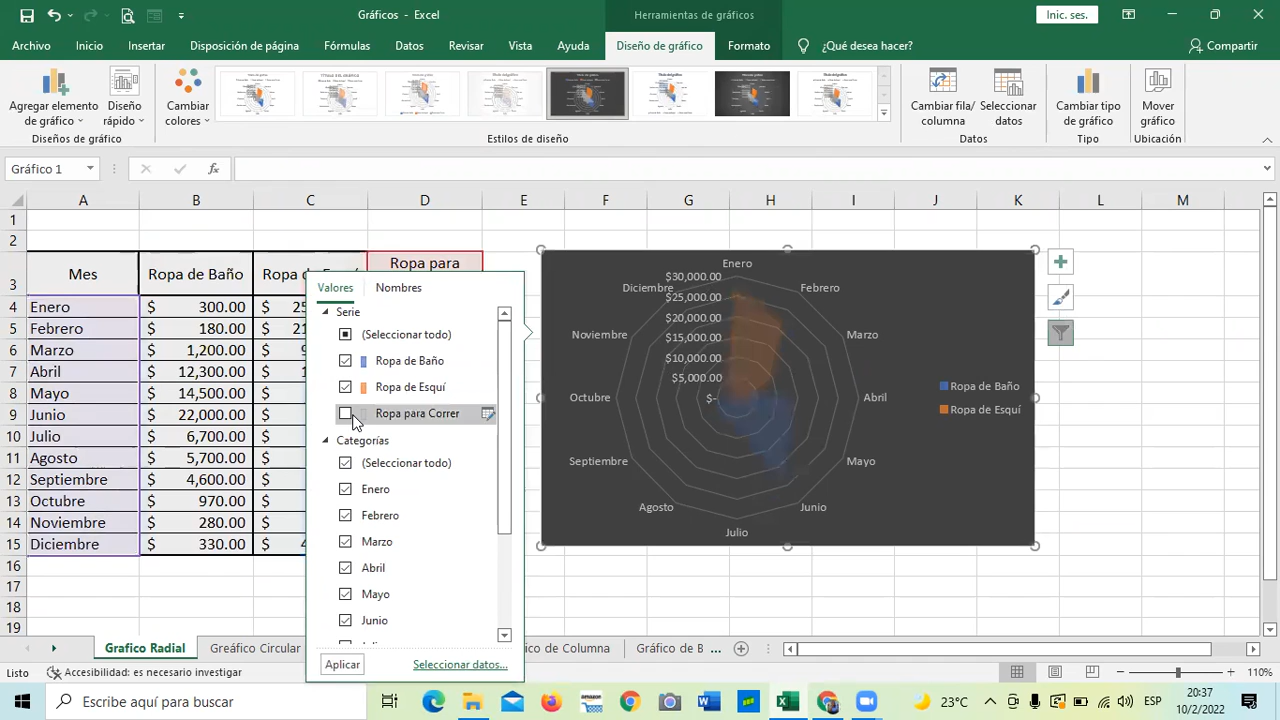 Gráficos - Excel
Herramientas de gráficos
Inic. ses.
Archivo Inicio Insertar Disposición de página Fórmulas Datos Revisar Vista Ayuda Diseño de gráfico Formato ¿Qué desea hacer? Compartir
Agregar elemento de gráfico
Diseño rápido
Cambiar colores
Cambiar fila/ columna
Seleccionar datos
Cambiar tipo de gráfico
Mover gráfico
Diseños de gráfico Estilos de diseño Datos Tipo Ubicación
Gráfico 1
fx
A B C D E F G H I J K L M
1
2
3 Mes Ropa de Baño Ropa para
Enero $ 300.00 $
5 Febrero $ 180.00 $
6 Marzo $ 1,200.00 $
7 Abril $ 12,300.00 $
8 Mayo $ 14,500.00 $
9 Junio $ 22,000.00 $
10 Julio $ 6,700.00 $
11 Agosto $ 5,700.00 $
12 Septiembre $ 4,600.00 $
13 Octubre $ 970.00 $
14 Noviembre $ 280.00 $
15 Diciembre $ 330.00 $
16
17
18
19
Valores Nombres
Serie
(Seleccionar todo)
Ropa de Baño
Ropa de Esquí
Ropa para Correr
Categorías
(Seleccionar todo)
Enero
Febrero
Marzo
Abril
Mayo
Junio
Aplicar Seleccionar datos...
Enero
Febrero
Marzo
Abril
Mayo
Junio
Julio
Agosto
Septiembre
Octubre
Noviembre
Diciembre
$30,000.00
$25,000.00
$20,000.00
$15,000.00
$10,000.00
$5,000.00
$-
Ropa de Baño
Ropa de Esquí
Grafico Radial Greáfico Circular de Columna Gráfico de B ...
Listo Accesibilidad: es necesario investigar 110%
Escribe aquí para buscar
amazon
23°C
ESP
20:37
10/2/2022